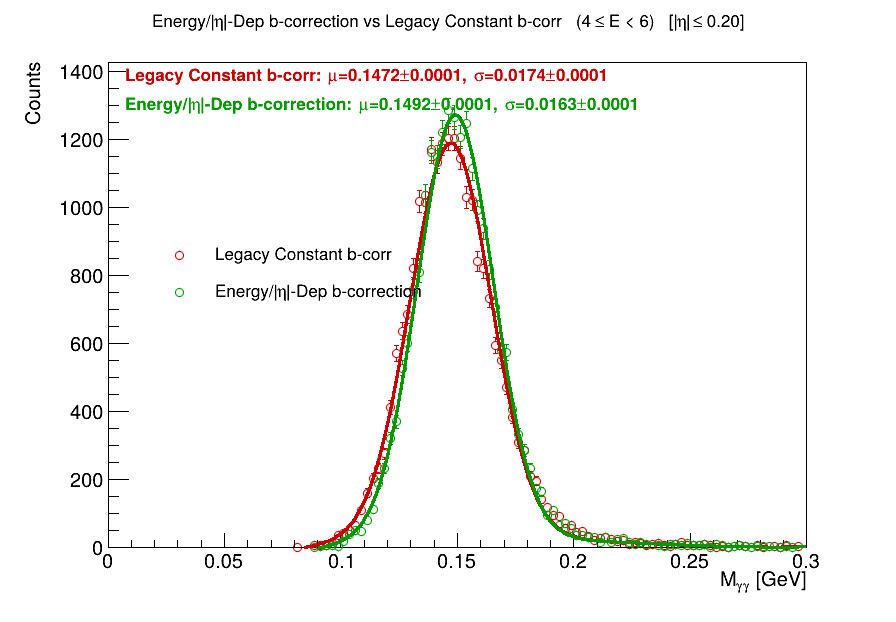 Energy/|η|-Dep b-correction vs Legacy Constant b-corr (4 ≤ E < 6) [|η| ≤ 0.20]
Counts
Legacy Constant b-corr: μ=0.1472±0.0001, σ=0.0174±0.0001
Energy/|η|-Dep b-correction: μ=0.1492±0.0001, σ=0.0163±0.0001
Legacy Constant b-corr
Energy/|η|-Dep b-correction
1400
1200
1000
800
600
400
200
0
0 0.05 0.1 0.15 0.2 0.25 0.3
Mγγ [GeV]